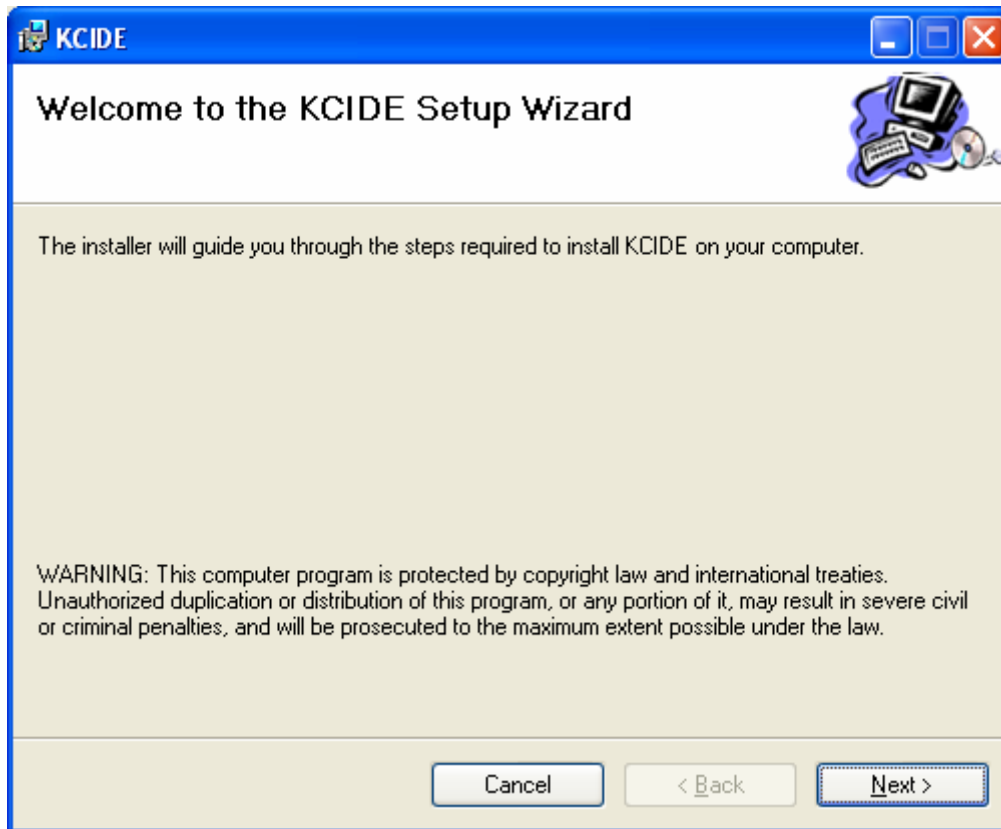 KCIDE
Welcome to the KCIDE Setup Wizard
The installer will guide you through the steps required to install KCIDE on your computer.
WARNING: This computer program is protected by copyright law and international treaties.
Unauthorized duplication or distribution of this program, or any portion of it, may result in severe civil
or criminal penalties, and will be prosecuted to the maximum extent possible under the law.
Cancel < Back Next >